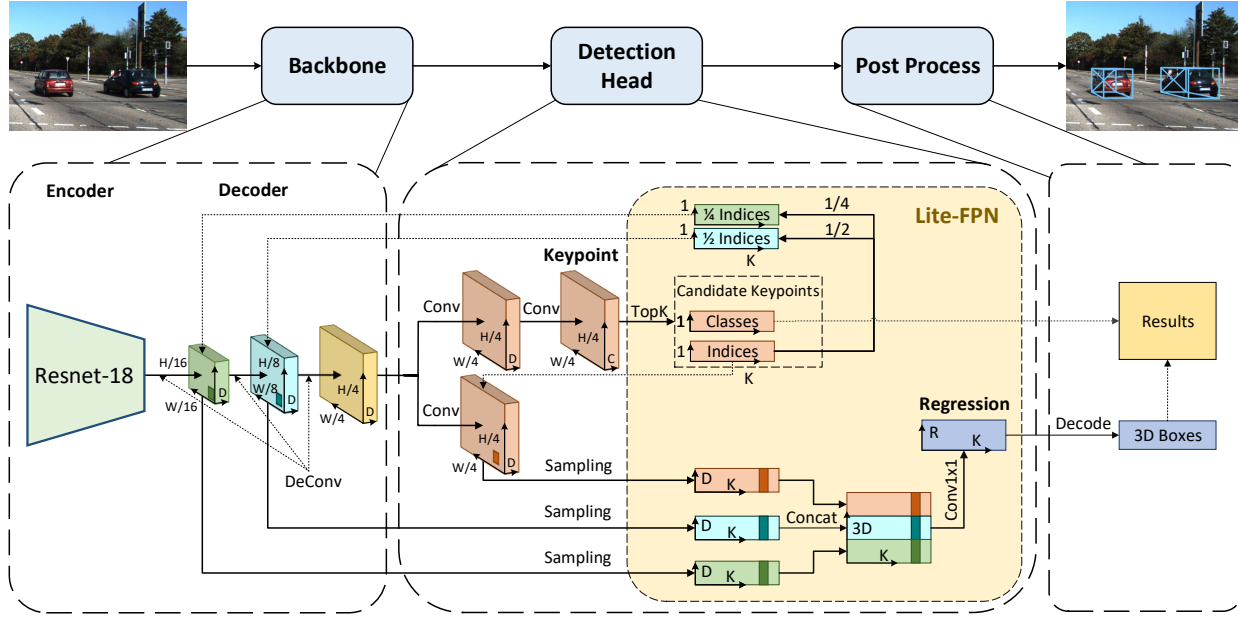 Backbone
Detection
Head
Post Process
Encoder
Decoder
Resnet-18
H/16
W/16
D
H/8
W/8
D
H/4
W/4
D
DeConv
Keypoint
Conv
H/4
W/4
D
Conv
H/4
W/4
C
TopK
Conv
H/4
W/4
D
Lite-FPN
1
¼ Indices
1/4
1
½ Indices
1/2
K
Candidate Keypoints
1
Classes
1
Indices
K
Sampling
D
K
Sampling
D
K
Sampling
D
K
Concat
3D
K
Conv1x1
Regression
R
K
Decode
3D Boxes
Results